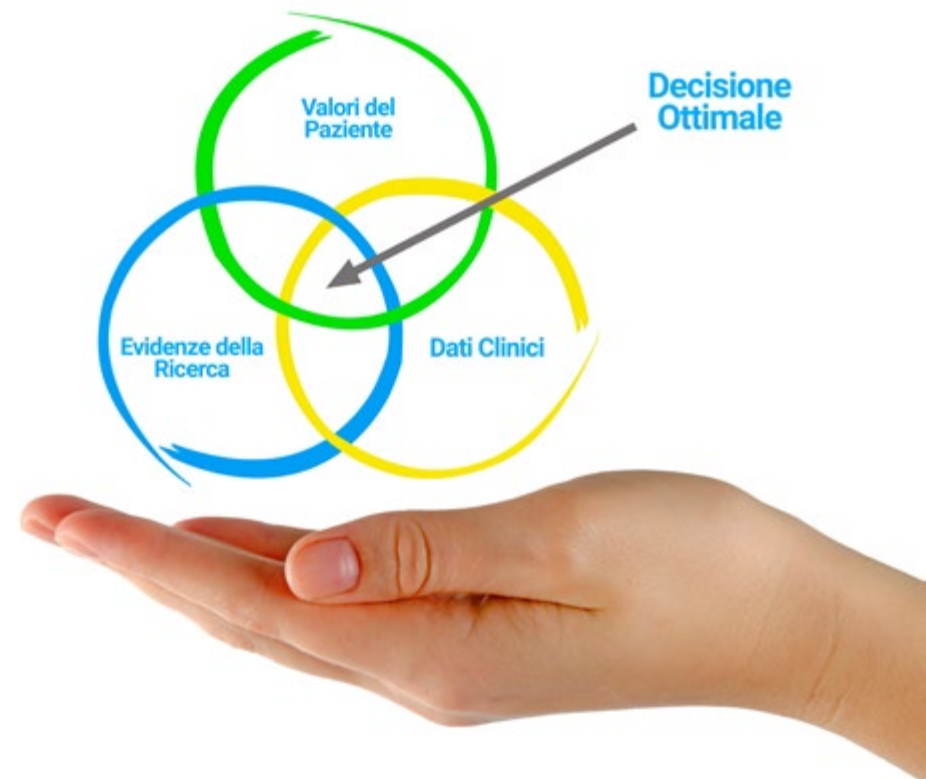 Valori del
Paziente
Decisione
Ottimale
Evidenze della
Ricerca
Dati Clinici